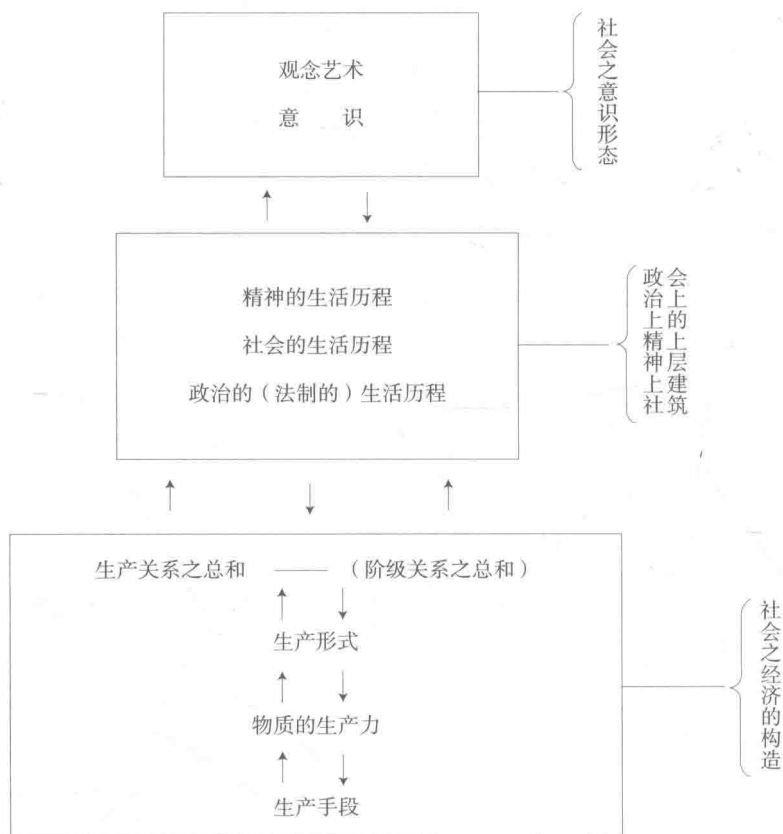 观念艺术
意 识
社会之意识形态
精神的生活历程
社会的生活历程
政治的（法制的）生活历程
政治上精神上社
会上的上层建筑
生产关系之总和 —— （阶级关系之总和）
生产形式
物质的生产力
生产手段
社会之经济的构造